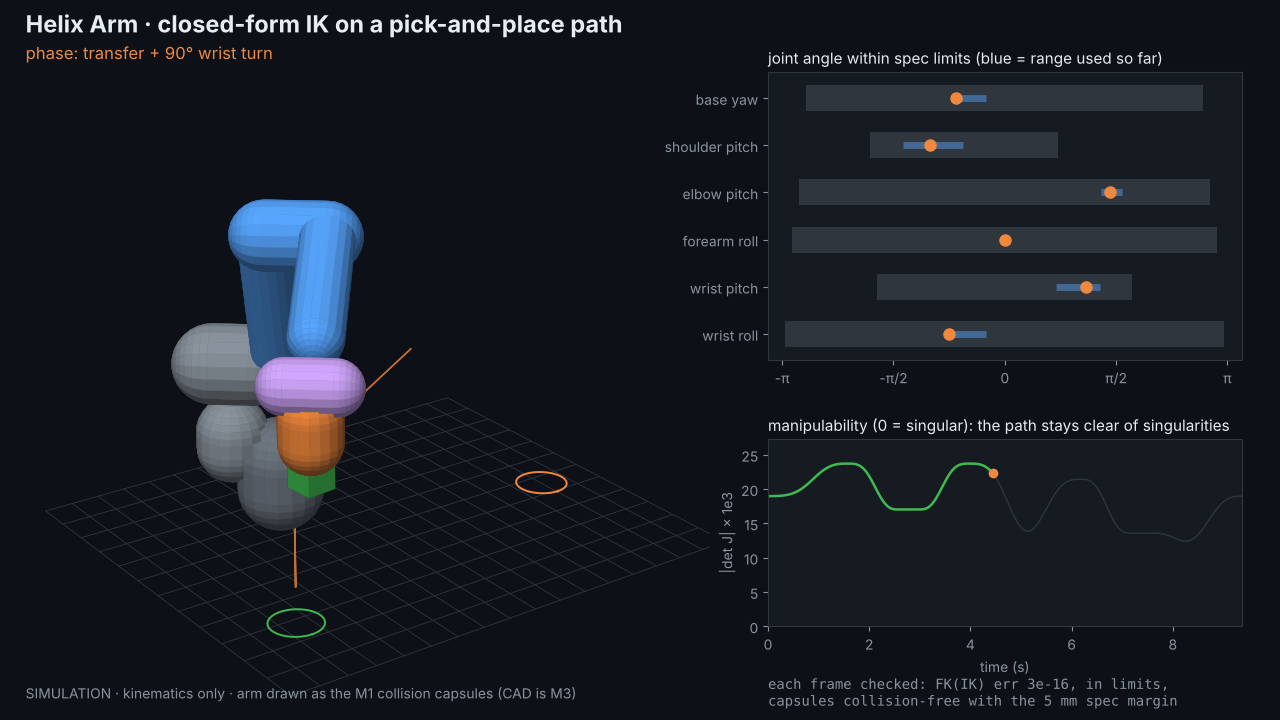 Helix Arm · closed-form IK on a pick-and-place path
phase: transfer + 90° wrist turn
joint angle within spec limits (blue = range used so far)
base yaw
shoulder pitch
elbow pitch
forearm roll
wrist pitch
wrist roll
-π
-π/2
0
π/2
π
manipulability (0 = singular): the path stays clear of singularities
|det J| × 1e3
25
20
15
10
5
0
0
2
4
6
8
time (s)
each frame checked: FK(IK) err 3e-16, in limits,
capsules collision-free with the 5 mm spec margin
SIMULATION · kinematics only · arm drawn as the M1 collision capsules (CAD is M3)